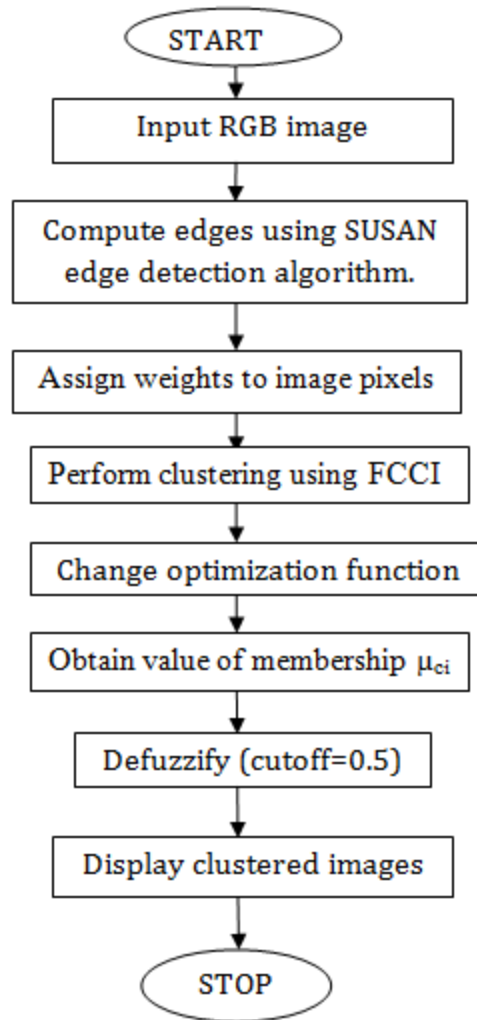 START
Input RGB image
Compute edges using SUSAN
edge detection algorithm.
Assign weights to image pixels
Perform clustering using FCCI
Change optimization function
Obtain value of membership μci
Defuzzify (cutoff=0.5)
Display clustered images
STOP